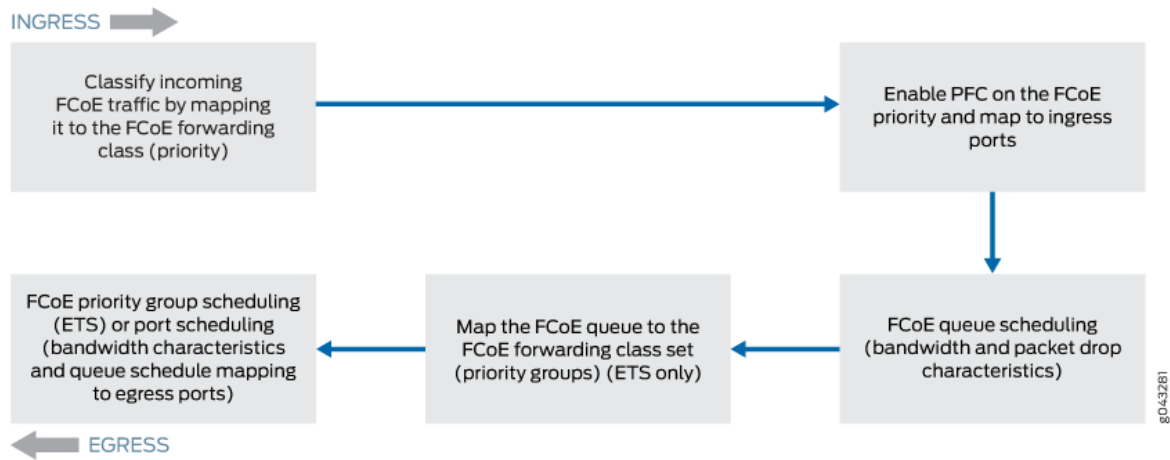 INGRESS
Classify incoming
FCoE traffic by mapping
it to the FCoE forwarding
class (priority)
Enable PFC on the FCoE
priority and map to ingress
ports
FCoE queue scheduling
(bandwidth and packet drop
characteristics)
Map the FCoE queue to the
FCoE forwarding class set
(priority groups) (ETS only)
FCoE priority group scheduling
(ETS) or port scheduling
(bandwidth characteristics
and queue schedule mapping
to egress ports)
EGRESS
g043281